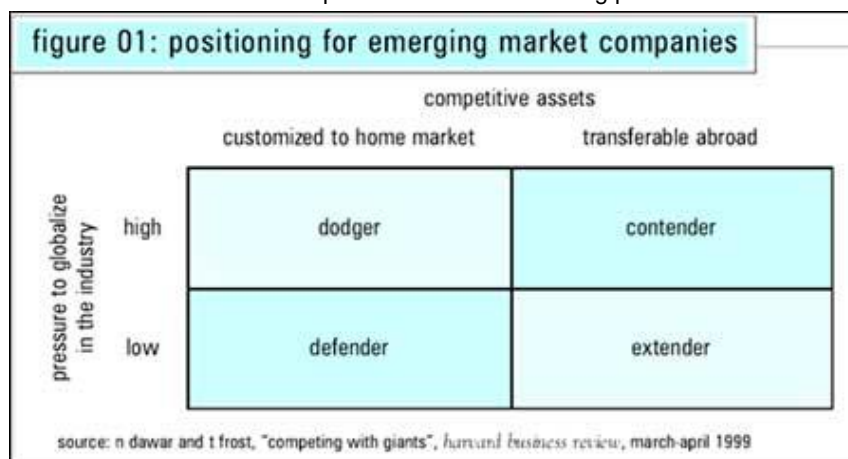 figure 01: positioning for emerging market companies
competitive assets
customized to home market transferable abroad
pressure to globalize
in the industry
high dodger contender
low defender extender
source: n dawar and t frost, "competing with giants", harvard business review, march-april 1999